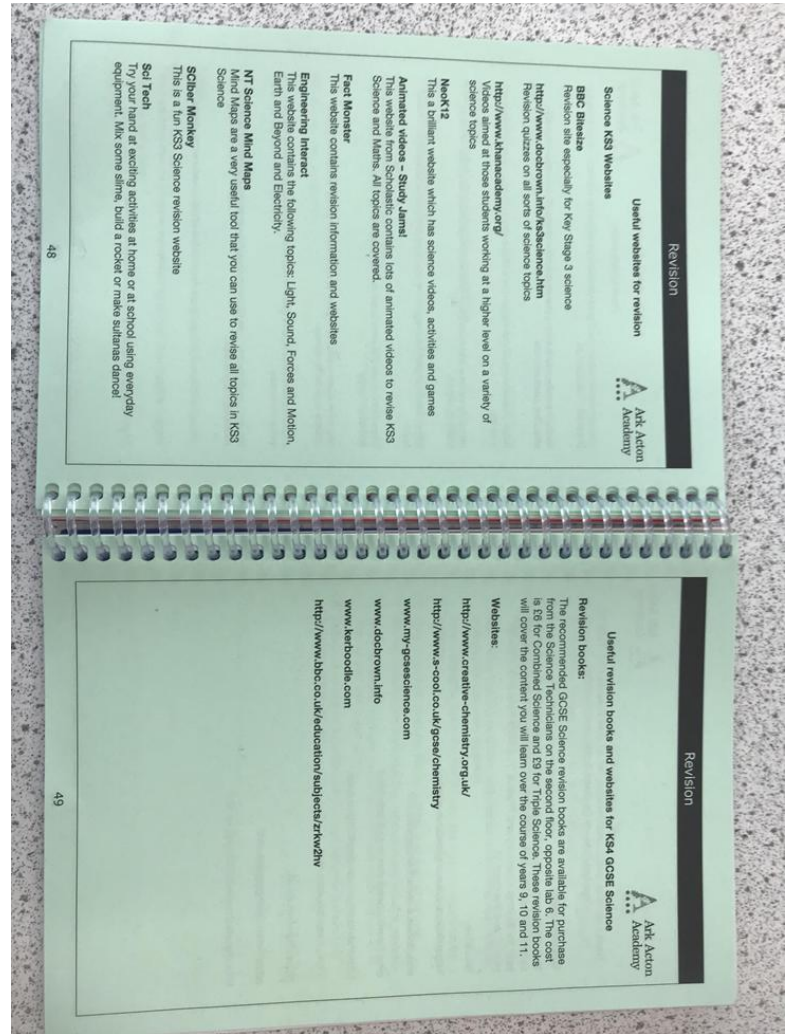 Revision
Ark Acton
Academy
Useful websites for revision
Science KS3 Websites
BBC Bitesize
Revision site especially for Key Stage 3 science
http://www.docbrown.info/ks3science.htm
Revision quizzes on all sorts of science topics
http://www.khanacademy.org/
Videos aimed at those students working at a higher level on a variety of
science topics
NeoK12
This a brilliant website which has science videos, activities and games
Animated videos – Study Jams!
This website from Scholastic contains lots of animated videos to revise KS3
Science and Maths. All topics are covered.
Fact Monster
This website contains revision information and websites
Engineering Interact
This website contains the following topics: Light, Sound, Forces and Motion,
Earth and Beyond and Electricity.
NT Science Mind Maps
Mind Maps are a very useful tool that you can use to revise all topics in KS3
Science
SCIber Monkey
This is a fun KS3 Science revision website
Sci Tech
Try your hand at exciting activities at home or at school using everyday
equipment. Mix some slime, build a rocket or make sultanas dance!
48
Revision
Ark Acton
Academy
Useful revision books and websites for KS4 GCSE Science
Revision books:
The recommended GCSE Science revision books are available for purchase
from the Science Technicians on the second floor, opposite lab 6. The cost
is £6 for Combined Science and £9 for Triple Science. These revision books
will cover the content you will learn over the course of years 9, 10 and 11.
Websites:
http://www.creative-chemistry.org.uk/
http://www.s-cool.co.uk/gcse/chemistry
www.my-gcsescience.com
www.docbrown.info
www.kerboodle.com
http://www.bbc.co.uk/education/subjects/zrkw2hv
49